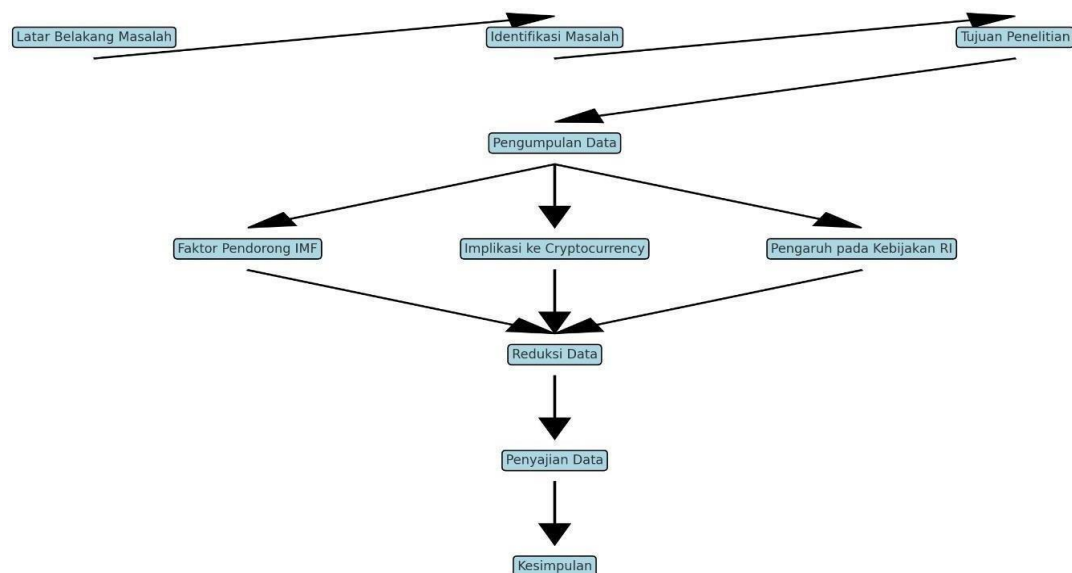 Latar Belakang Masalah
Identifikasi Masalah
Tujuan Penelitian
Pengumpulan Data
Faktor Pendorong IMF
Implikasi ke Cryptocurrency
Pengaruh pada Kebijakan RI
Reduksi Data
Penyajian Data
Kesimpulan